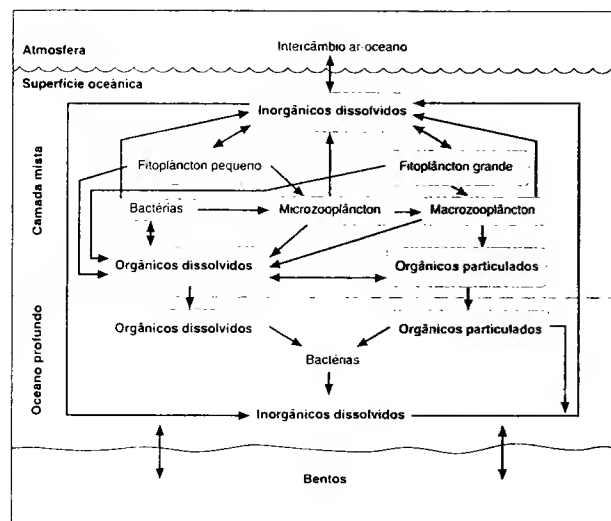 Atmosfera
Intercâmbio ar-oceano
Superfície oceânica
Inorgânicos dissolvidos
Camada mista
Fitoplâncton pequeno
Fitoplâncton grande
Bactérias
Microzooplâncton
Macrozooplâncton
Orgânicos dissolvidos
Orgânicos particulados
Oceano profundo
Orgânicos dissolvidos
Orgânicos particulados
Bactérias
Inorgânicos dissolvidos
Bentos